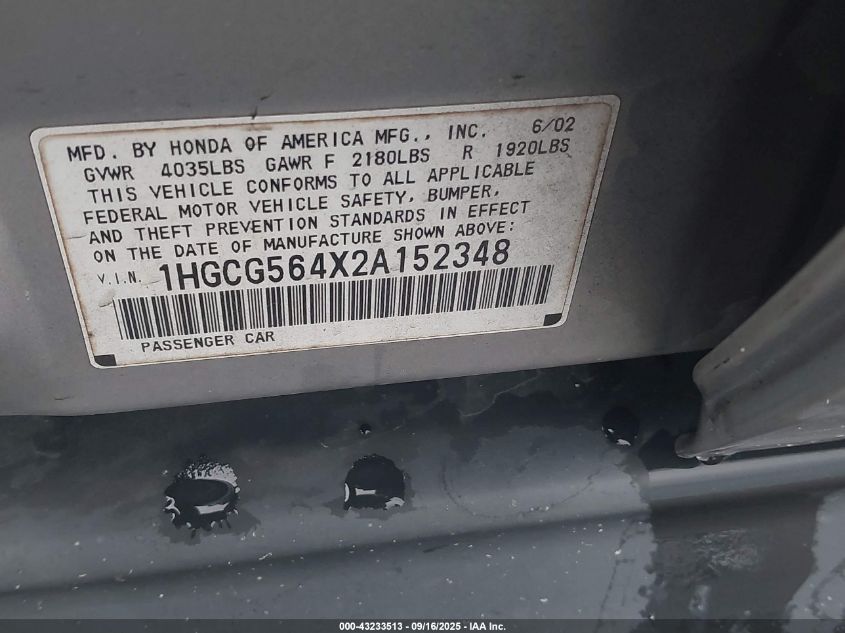 MFD. BY HONDA OF AMERICA MFG., INC. 6/02
GVWR 4035LBS GAWR F 2180LBS R 1920LBS
THIS VEHICLE CONFORMS TO ALL APPLICABLE
FEDERAL MOTOR VEHICLE SAFETY, BUMPER,
AND THEFT PREVENTION STANDARDS IN EFFECT
ON THE DATE OF MANUFACTURE SHOWN ABOVE:
V.I.N. 1HGCG564X2A152348
PASSENGER CAR
000-43233513 - 09/16/2025 - IAA Inc.